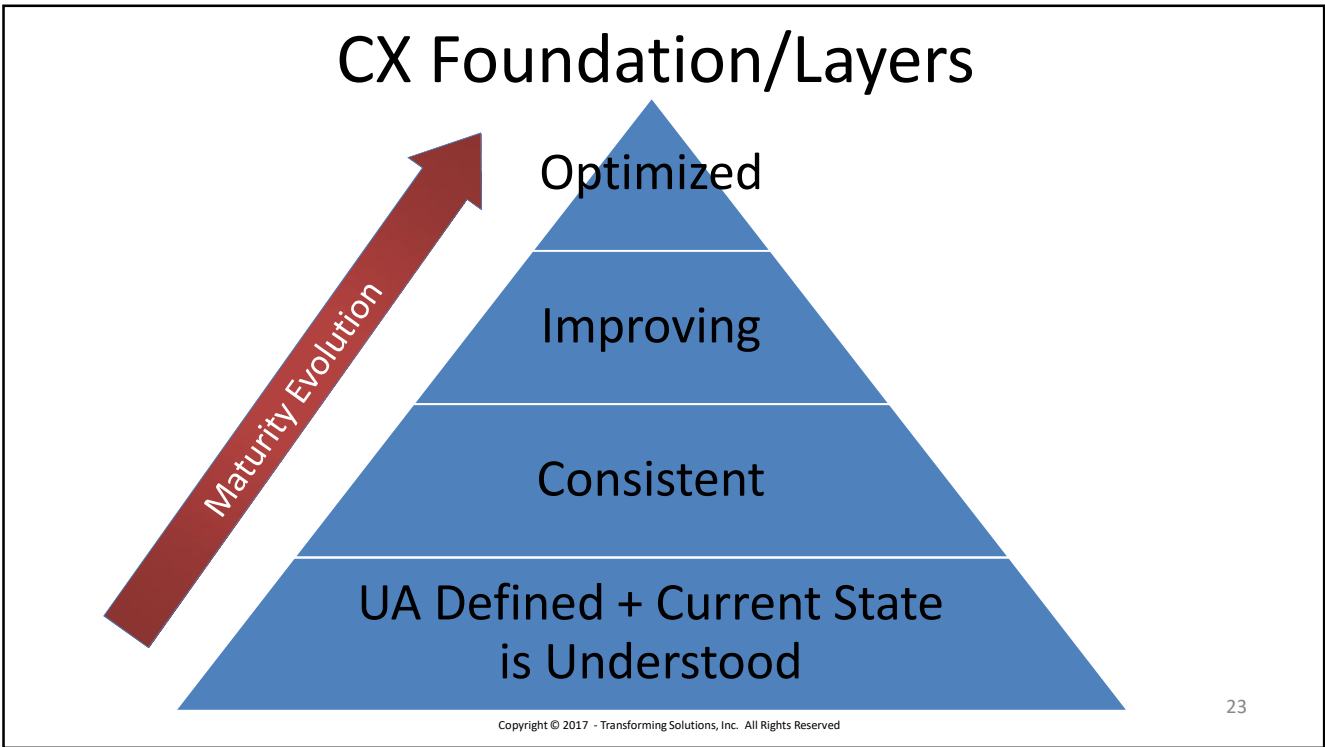 CX Foundation/Layers
Optimized
Improving
Maturity Evolution
Consistent
UA Defined + Current State
is Understood
Copyright © 2017 - Transforming Solutions, Inc. All Rights Reserved
23